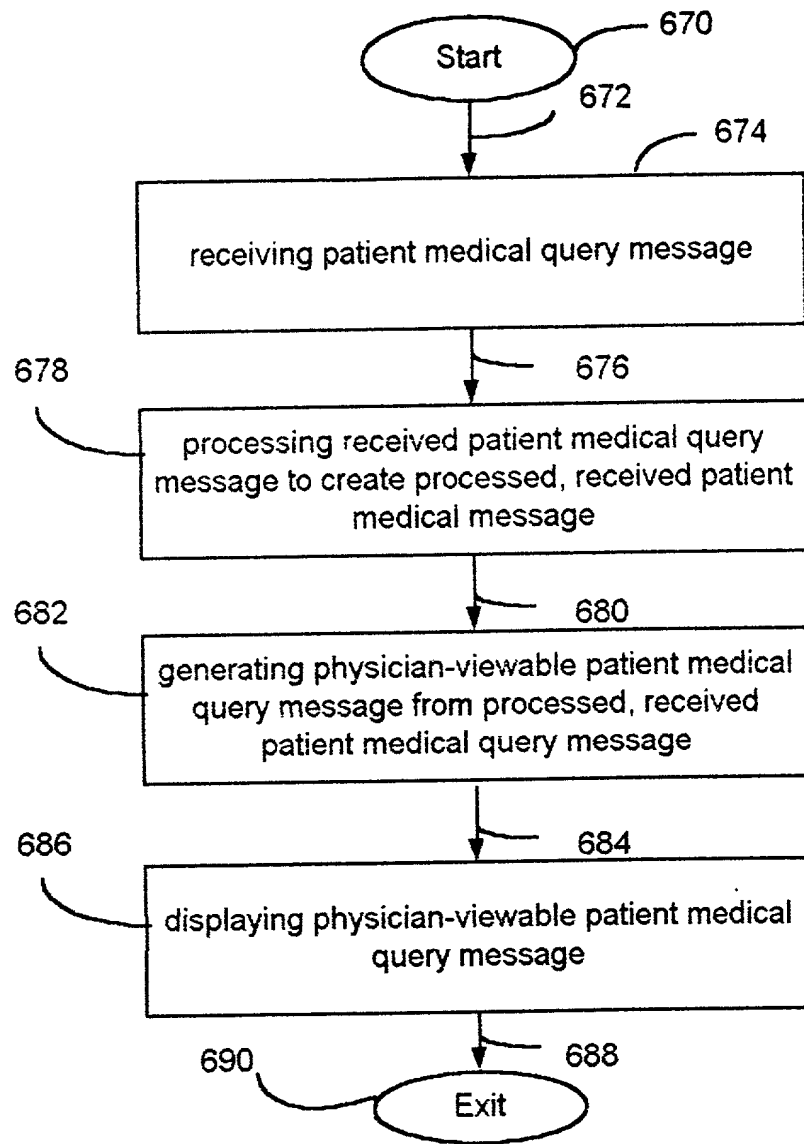 Start
670
672
674
receiving patient medical query message
676
678
processing received patient medical query
message to create processed, received patient
medical message
680
682
generating physician-viewable patient medical
query message from processed, received
patient medical query message
684
686
displaying physician-viewable patient medical
query message
688
690
Exit